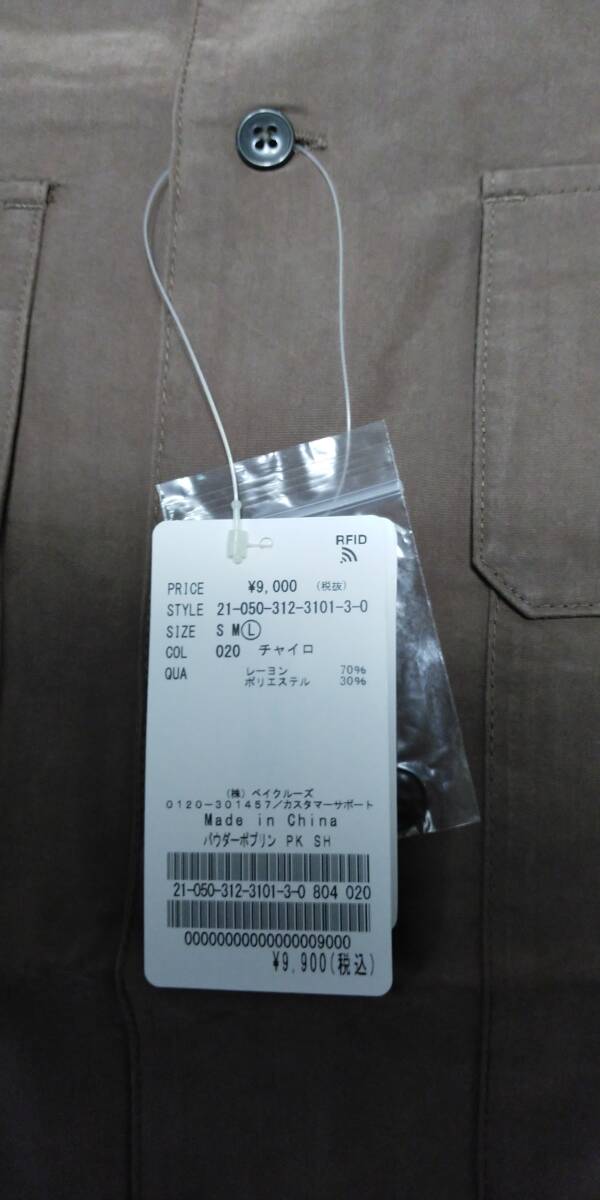 RFID
PRICE ¥9,000 (税抜)
STYLE 21-050-312-3101-3-0
SIZE S M L
COL 020 チャイロ
QUA レーヨン 70%
ポリエステル 30%
(株) ベイクルーズ
0120-301457/カスタマーサポート
Made in China
パウダーポプリン PK SH
21-050-312-3101-3-0 804 020
00000000000000009000
¥9,900(税込)